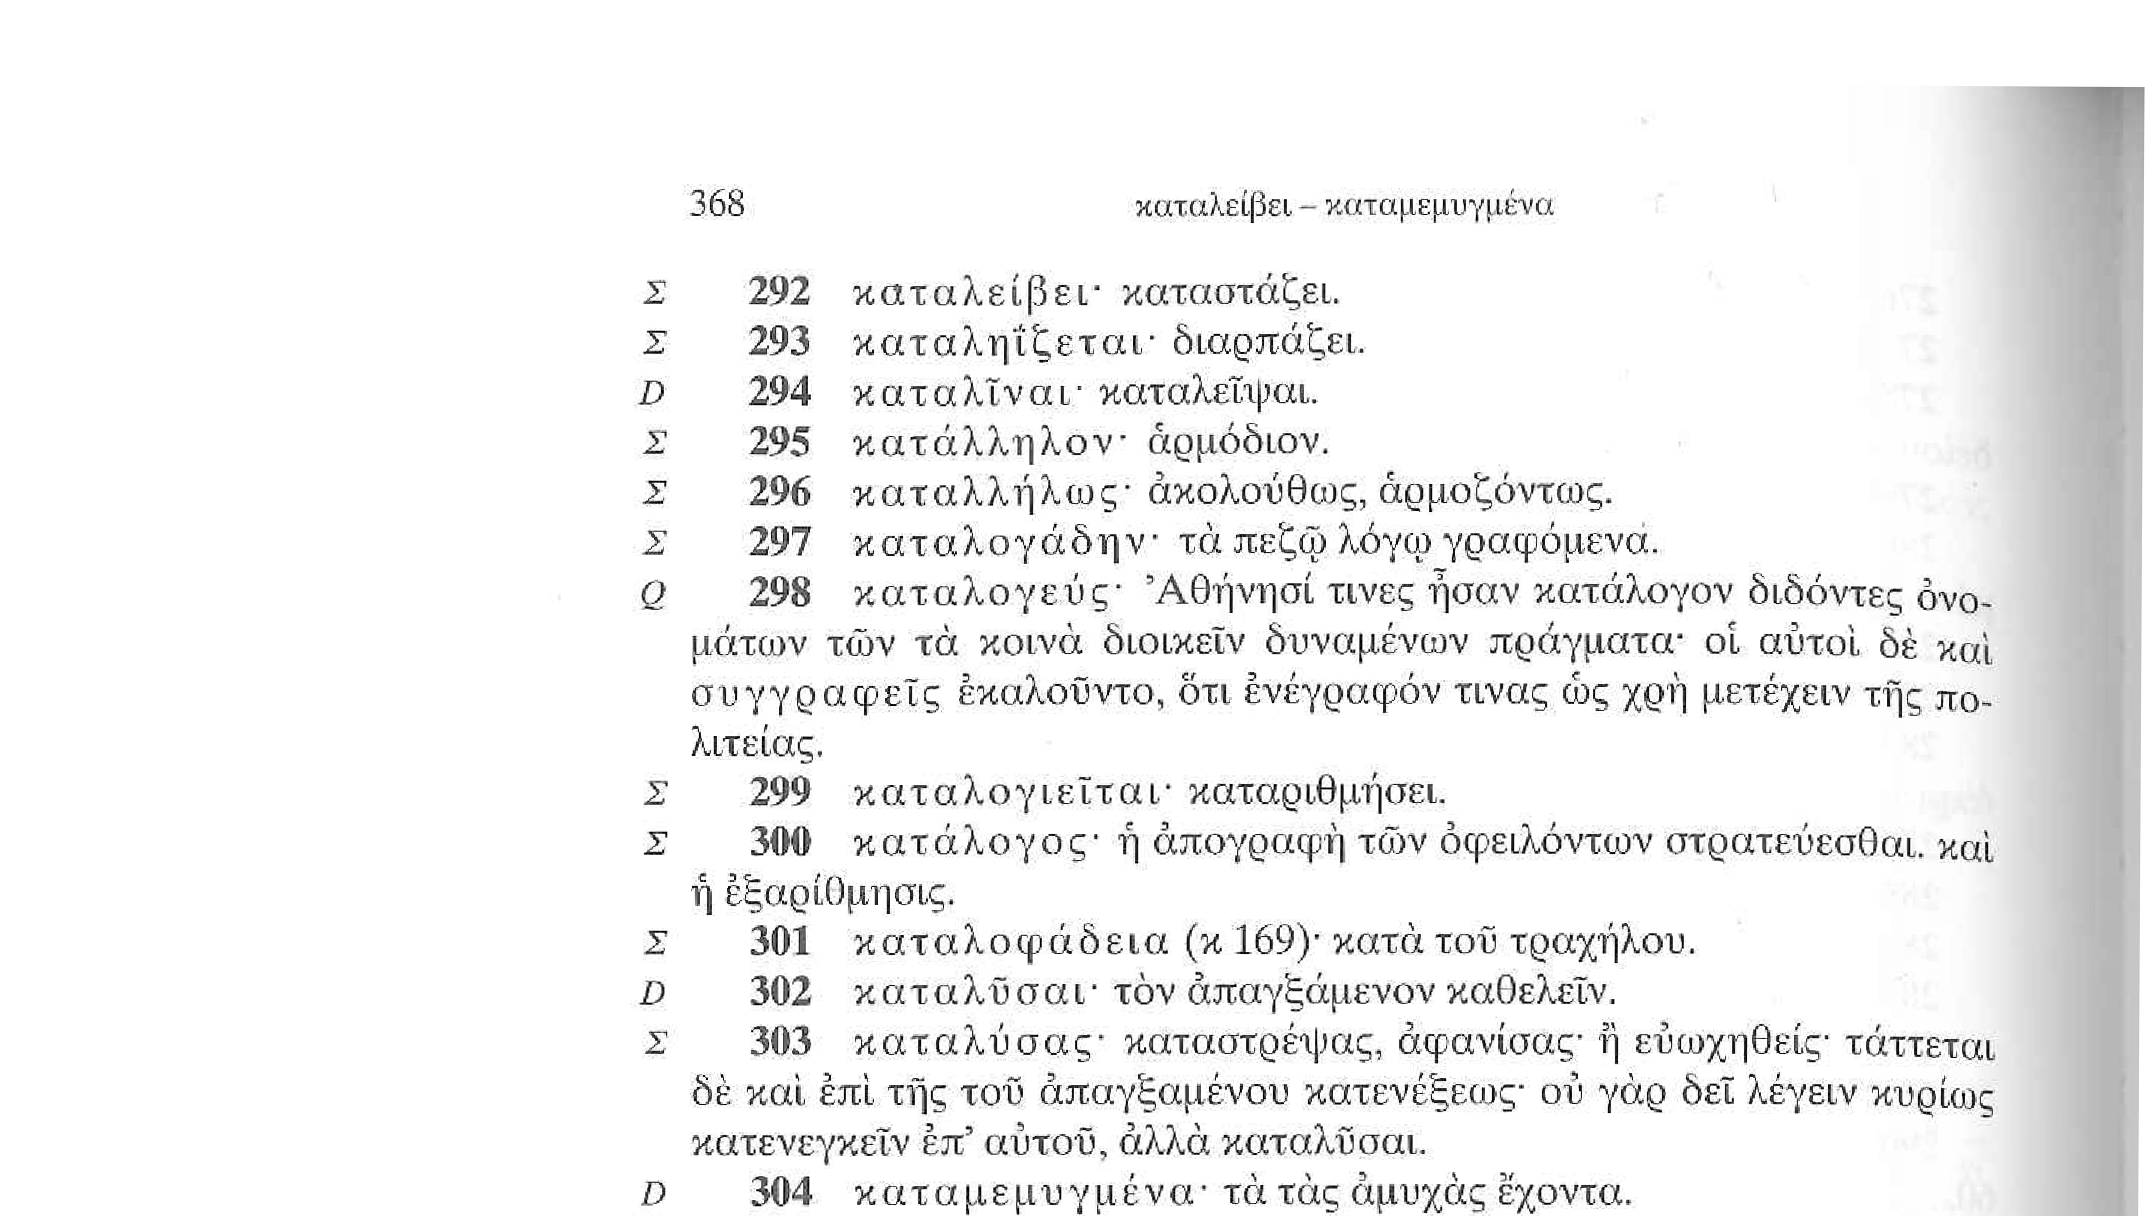 368 καταλείβει – καταμεμυγμένα
Σ 292 καταλείβει· καταστάζει.
Σ 293 καταληΐζεται· διαρπάζει.
D 294 καταλῖναι· καταλεῖψαι.
Σ 295 κατάλληλον· ἁρμόδιον.
Σ 296 καταλλήλως· ἀκολούθως, ἁρμοζόντως.
Σ 297 καταλογάδην· τὰ πεζῷ λόγῳ γραφόμενα.
Q 298 καταλογεύς· Ἀθήνησί τινες ἦσαν κατάλογον διδόντες ὀνο-
μάτων τῶν τὰ κοινὰ διοικεῖν δυναμένων πράγματα· οἱ αὐτοὶ δὲ καὶ
συγγραφεῖς ἐκαλοῦντο, ὅτι ἐνέγραφόν τινας ὡς χρὴ μετέχειν τῆς πο-
λιτείας.
Σ 299 καταλογιεῖται· καταριθμήσει.
Σ 300 κατάλογος· ἡ ἀπογραφὴ τῶν ὀφειλόντων στρατεύεσθαι. καὶ
ἡ ἐξαρίθμησις.
Σ 301 καταλοφάδεια (κ 169)· κατὰ τοῦ τραχήλου.
D 302 καταλῦσαι· τὸν ἀπαγξάμενον καθελεῖν.
Σ 303 καταλύσας· καταστρέψας, ἀφανίσας· ἢ εὐωχηθείς· τάττεται
δὲ καὶ ἐπὶ τῆς τοῦ ἀπαγξαμένου κατενέξεως· οὐ γὰρ δεῖ λέγειν κυρίως
κατενεγκεῖν ἐπ’ αὐτοῦ, ἀλλὰ καταλῦσαι.
D 304 καταμεμυγμένα· τὰ τὰς ἀμυχὰς ἔχοντα.